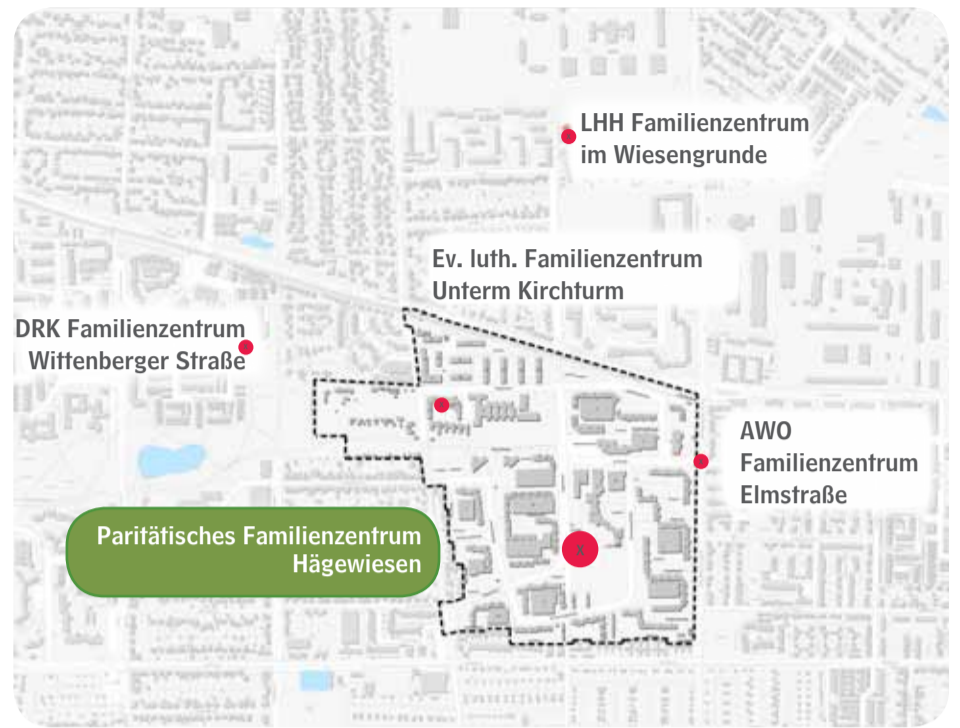 LHH Familienzentrum
im Wiesengrunde
Ev. luth. Familienzentrum
Unterm Kirchturm
DRK Familienzentrum
Wittenberger Straße
AWO
Familienzentrum
Elmstraße
Paritätisches Familienzentrum
Hägewiesen
x